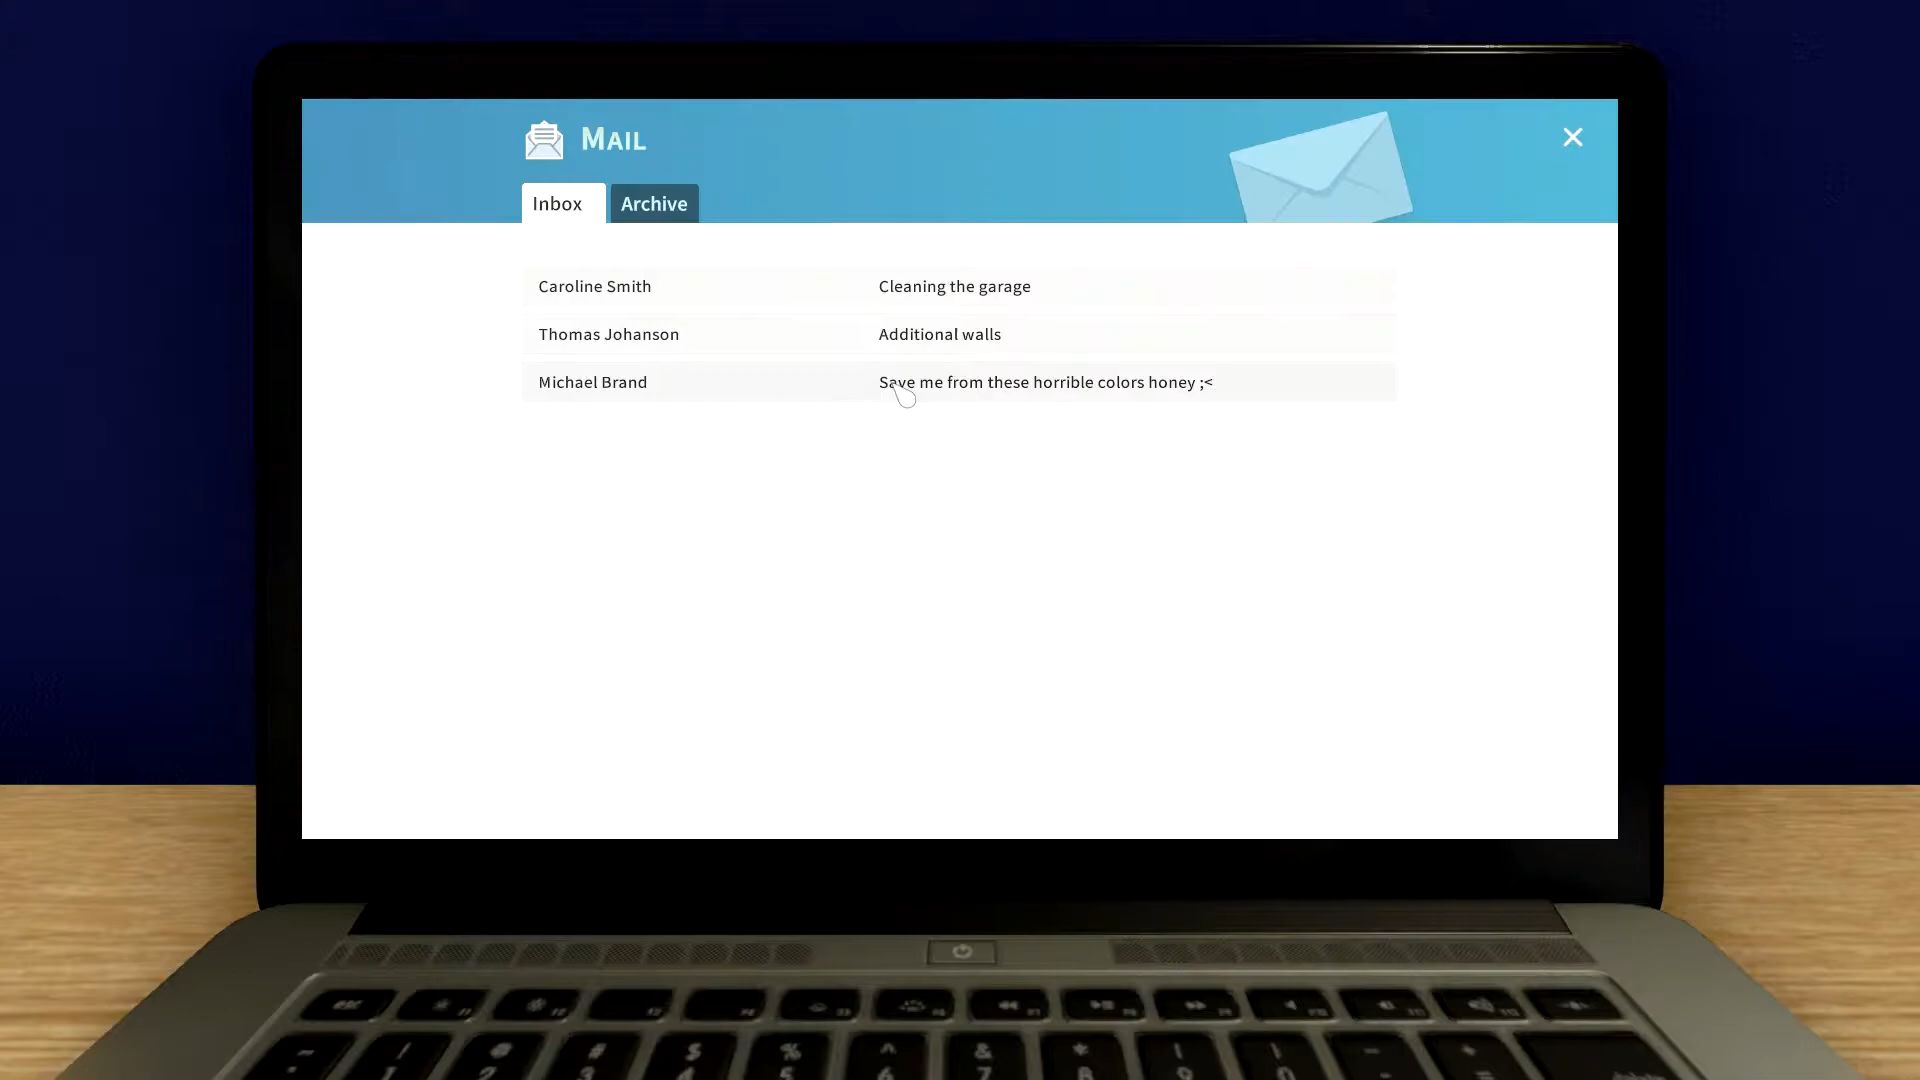 MAIL
Inbox
Archive
Caroline Smith Cleaning the garage
Thomas Johanson Additional walls
Michael Brand Save me from these horrible colors honey ;<
esc